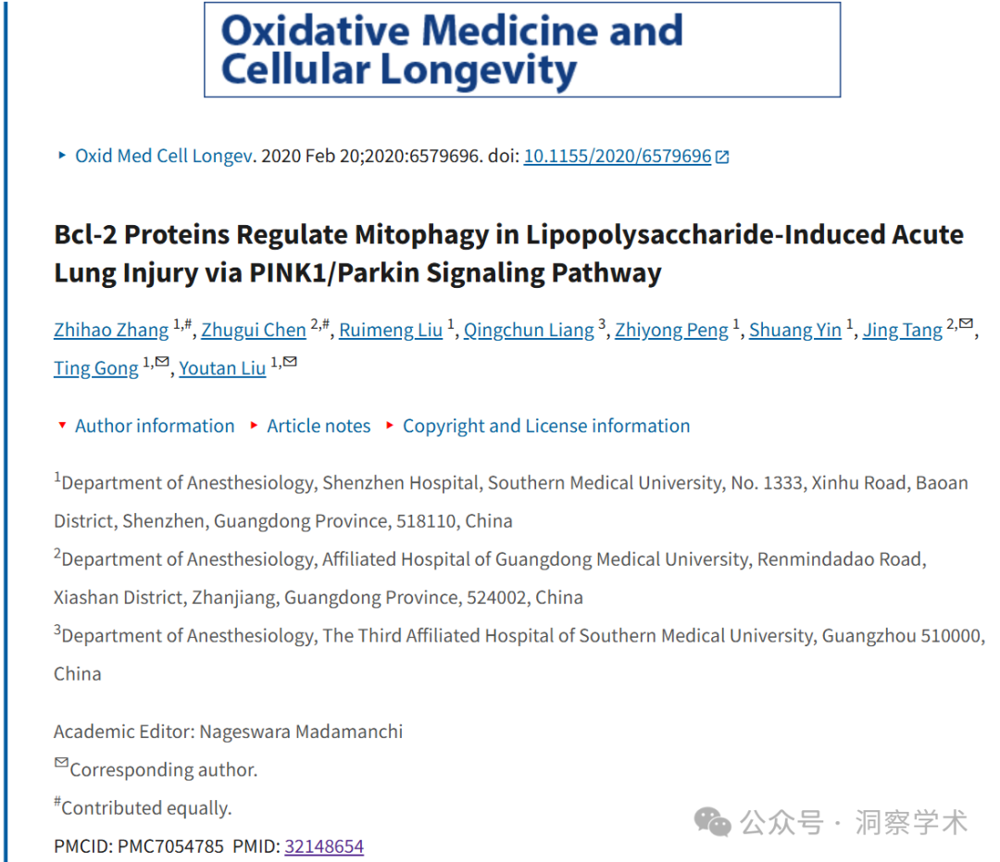 Oxidative Medicine and
Cellular Longevity
Oxid Med Cell Longev. 2020 Feb 20;2020:6579696. doi: 10.1155/2020/6579696
Bcl-2 Proteins Regulate Mitophagy in Lipopolysaccharide-Induced Acute
Lung Injury via PINK1/Parkin Signaling Pathway
Zhihao Zhang 1,#, Zhugui Chen 2,#, Ruimeng Liu 1, Qingchun Liang 3, Zhiyong Peng 1, Shuang Yin 1, Jing Tang 2,✉,
Ting Gong 1,✉, Youtan Liu 1,✉
Author information Article notes Copyright and License information
1Department of Anesthesiology, Shenzhen Hospital, Southern Medical University, No. 1333, Xinhu Road, Baoan
District, Shenzhen, Guangdong Province, 518110, China
2Department of Anesthesiology, Affiliated Hospital of Guangdong Medical University, Renmindadao Road,
Xiashan District, Zhanjiang, Guangdong Province, 524002, China
3Department of Anesthesiology, The Third Affiliated Hospital of Southern Medical University, Guangzhou 510000,
China
Academic Editor: Nageswara Madamanchi
✉Corresponding author.
#Contributed equally.
PMCID: PMC7054785 PMID: 32148654
公众号 · 洞察学术